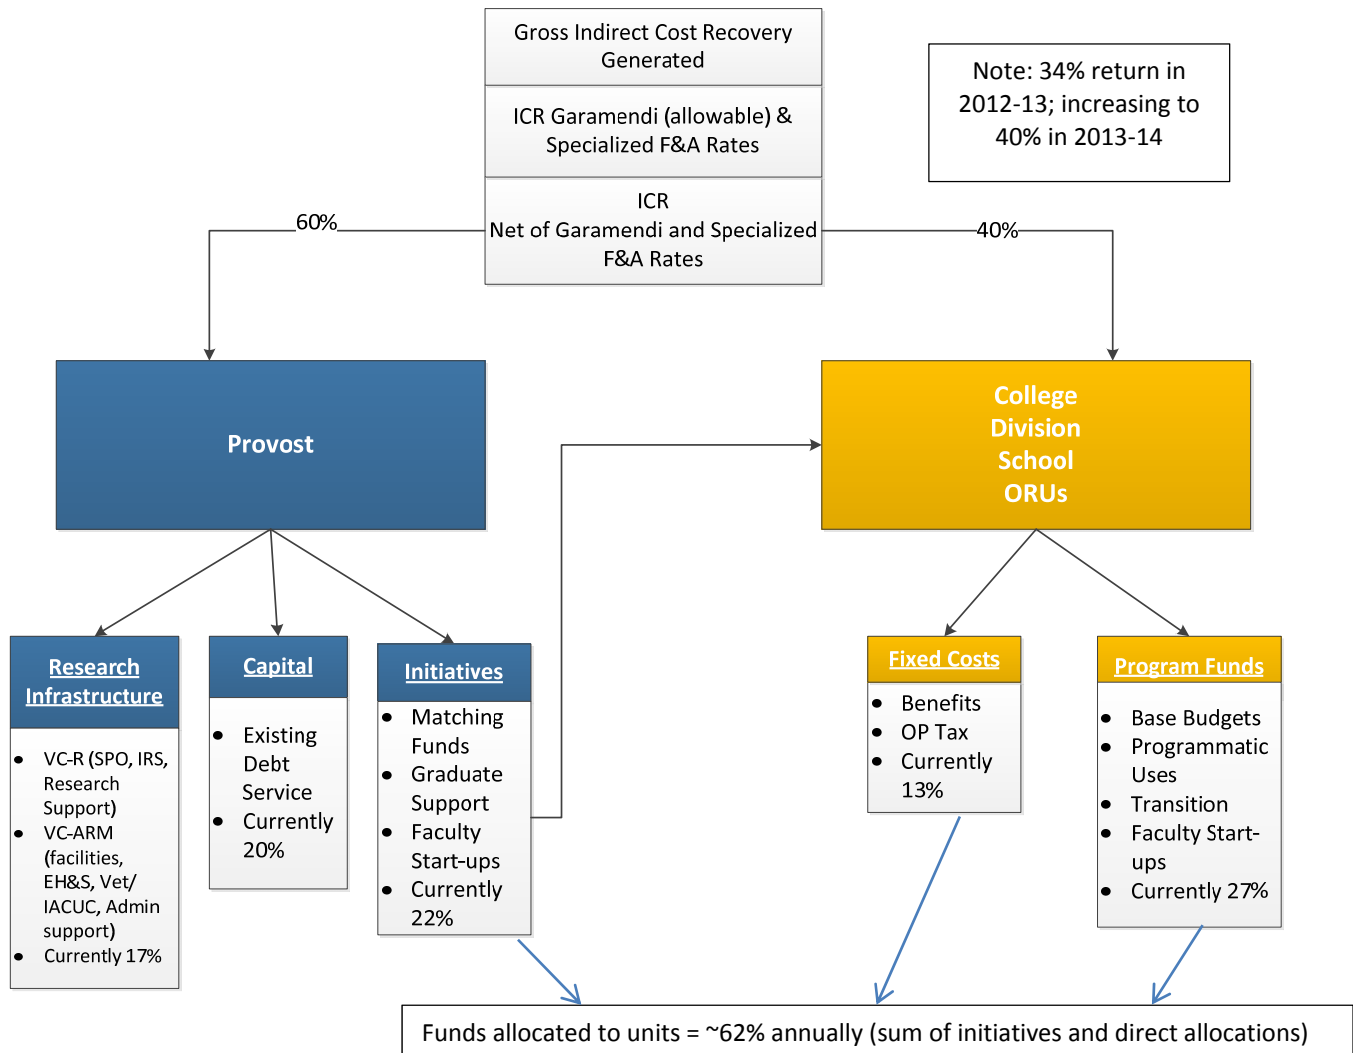 Gross Indirect Cost Recovery
Generated
ICR Garamendi (allowable) &
Specialized F&A Rates
ICR
Net of Garamendi and Specialized
F&A Rates
Note: 34% return in
2012-13; increasing to
40% in 2013-14
60%
40%
Provost
College
Division
School
ORUs
Research
Infrastructure
• VC-R (SPO, IRS,
Research
Support)
• VC-ARM
(facilities,
EH&S, Vet/
IACUC, Admin
support)
• Currently 17%
Capital
• Existing
Debt
Service
• Currently
20%
Initiatives
• Matching
Funds
• Graduate
Support
• Faculty
Start-ups
• Currently
22%
Fixed Costs
• Benefits
• OP Tax
• Currently
13%
Program Funds
• Base Budgets
• Programmatic
Uses
• Transition
• Faculty Start-
ups
• Currently 27%
Funds allocated to units = ~62% annually (sum of initiatives and direct allocations)